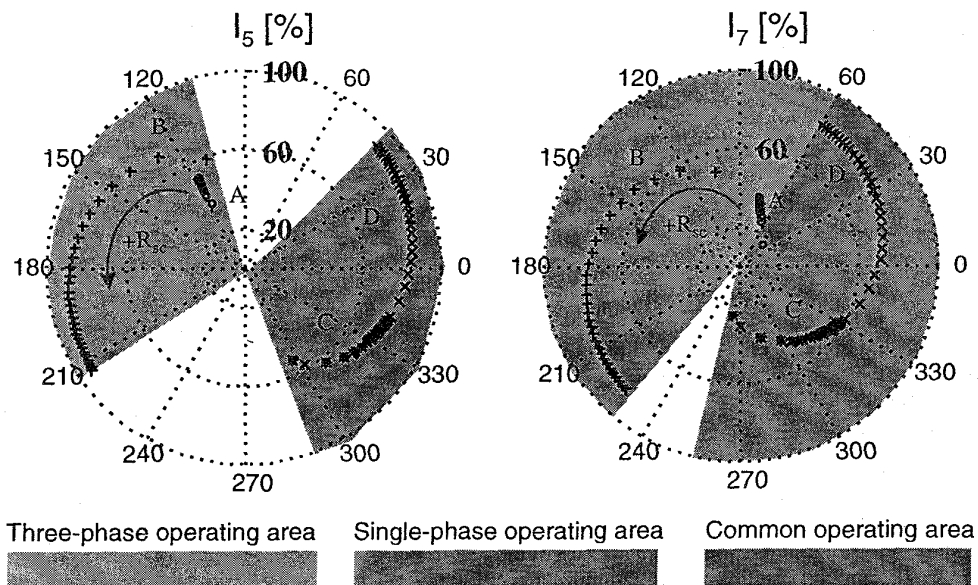 I5 [%]
100
120
60
B
150
60
30
A
D
20
+Rsc
180
0
C
210
330
240
300
270
I7 [%]
100
120
60
B
60
150
30
D
A
+Rsc
180
0
C
210
330
240
300
270
Three-phase operating area
Single-phase operating area
Common operating area